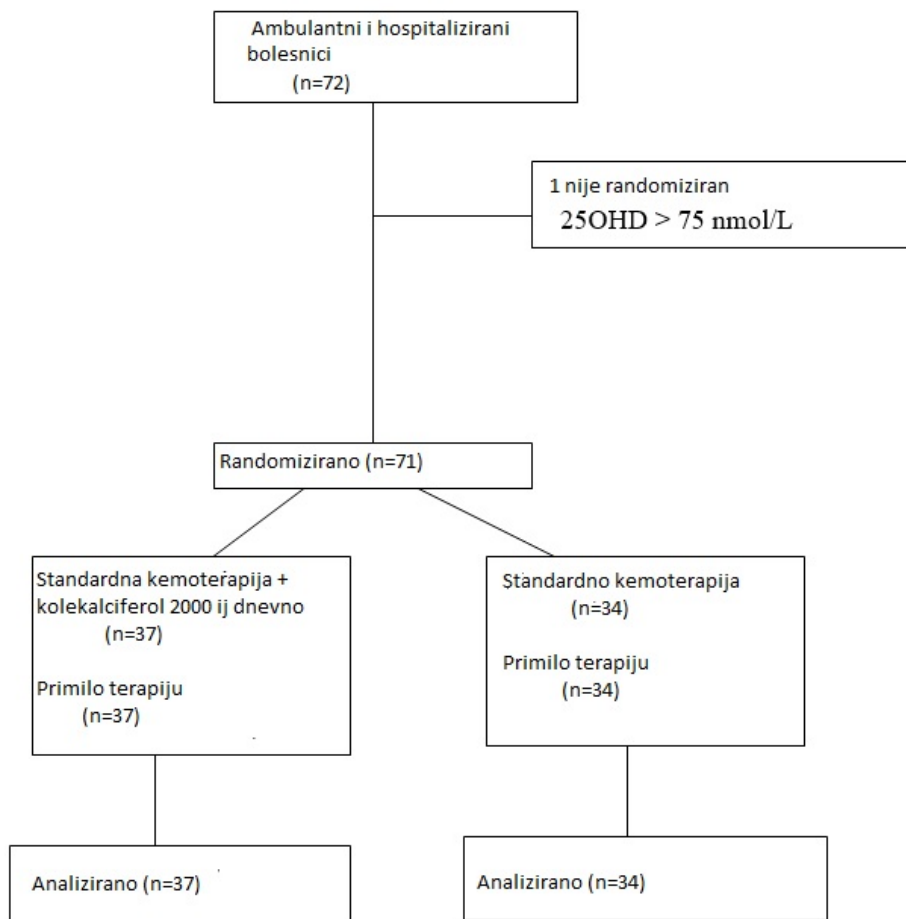 Ambulantni i hospitalizirani
bolesnici
(n=72)
1 nije randomiziran
25OHD > 75 nmol/L
Randomizirano (n=71)
Standardna kemoterapija +
kolekalciferol 2000 ij dnevno
(n=37)
Primilo terapiju
(n=37)
Standardno kemoterapija
(n=34)
Primilo terapiju
(n=34)
Analizirano (n=37)
Analizirano (n=34)